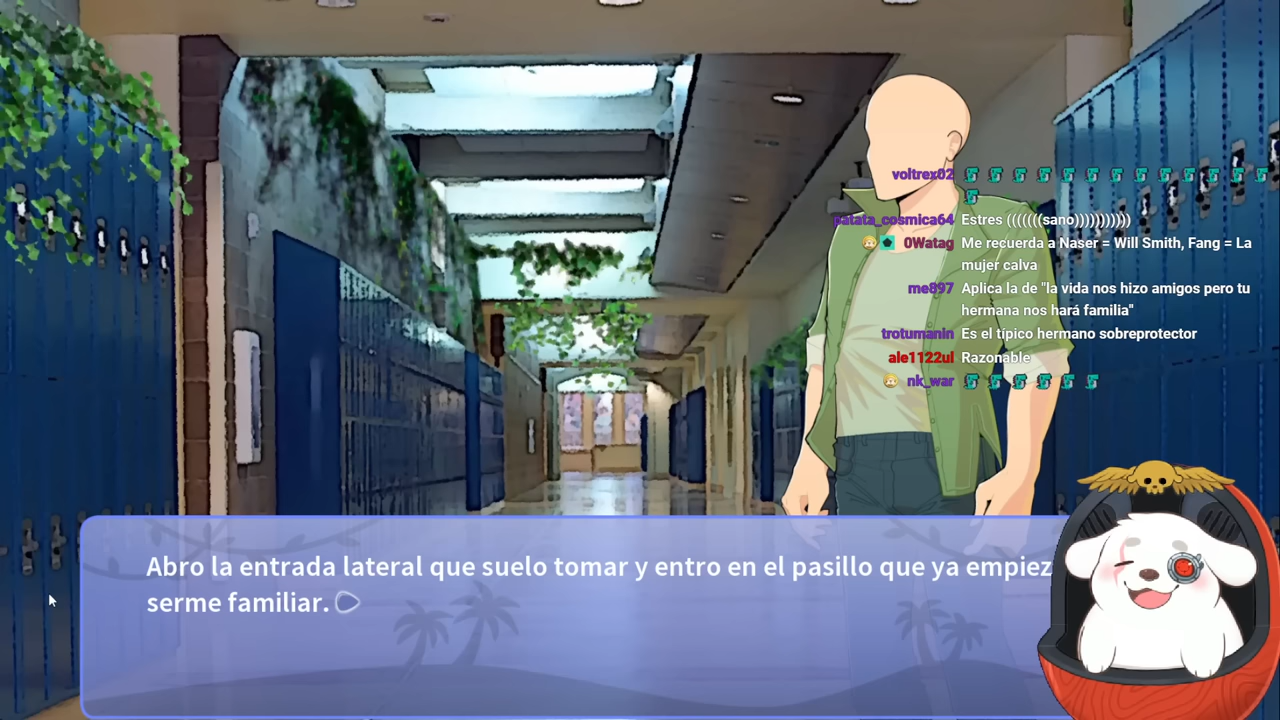 voltrex02
patata_cosmica64 Estres (((((((sano))))))))))
0Watag Me recuerda a Naser = Will Smith, Fang = La
mujer calva
me897 Aplica la de "la vida nos hizo amigos pero tu
hermana nos hará familia"
trotumanin Es el típico hermano sobreprotector
ale1122ul Razonable
nk_war
Abro la entrada lateral que suelo tomar y entro en el pasillo que ya empiez
serme familiar.